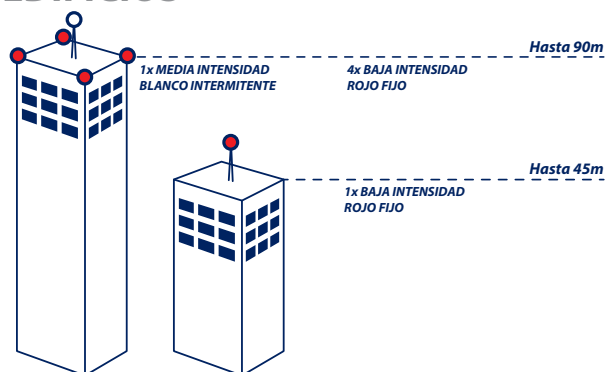 EDIFICIOS
Hasta 90m
1x MEDIA INTENSIDAD
BLANCO INTERMITENTE
4x BAJA INTENSIDAD
ROJO FIJO
Hasta 45m
1x BAJA INTENSIDAD
ROJO FIJO